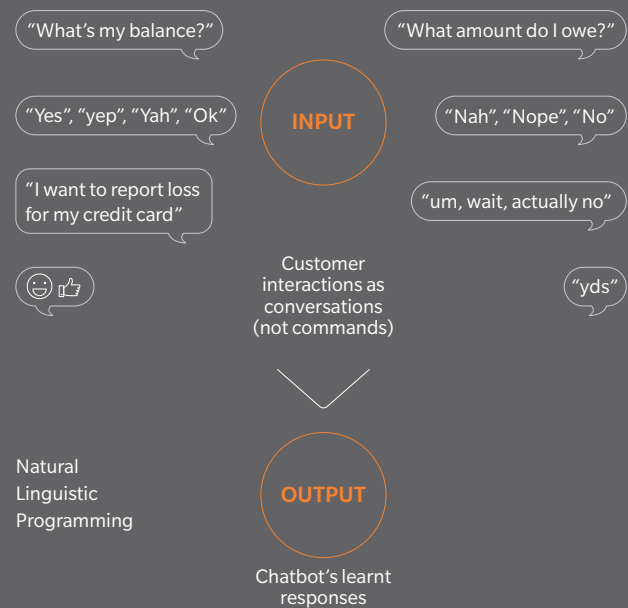 “What’s my balance?”
“What amount do I owe?”
INPUT
“Yes”, “yep”, “Yah”, “Ok”
“Nah”, “Nope”, “No”
“I want to report loss
for my credit card”
“um, wait, actually no”
Customer
interactions as
conversations
(not commands)
“yds”
Natural
Linguistic
Programming
OUTPUT
Chatbot’s learnt
responses